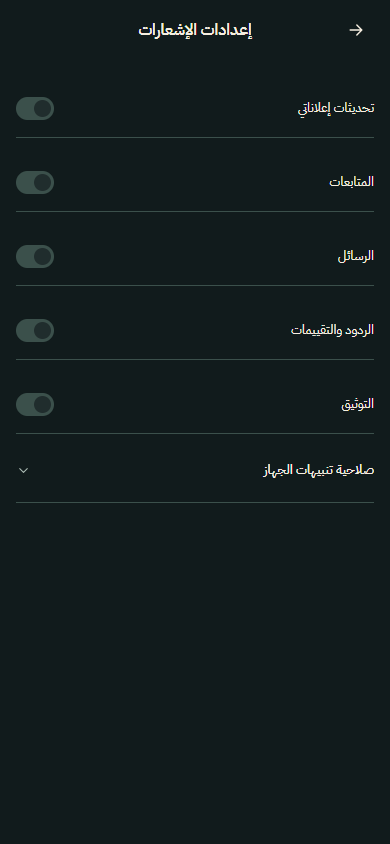 إعدادات الإشعارات
تحديثات إعلاناتي
المتابعات
الرسائل
الردود والتقييمات
التوثيق
صلاحية تنبيهات الجهاز